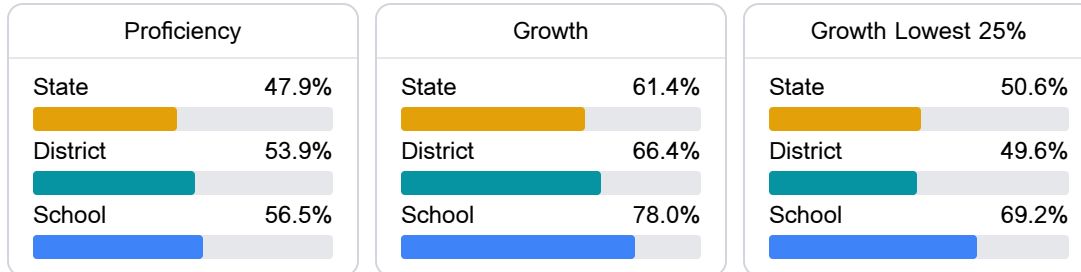 Proficiency
State 47.9%
District 53.9%
School 56.5%
Growth
State 61.4%
District 66.4%
School 78.0%
Growth Lowest 25%
State 50.6%
District 49.6%
School 69.2%